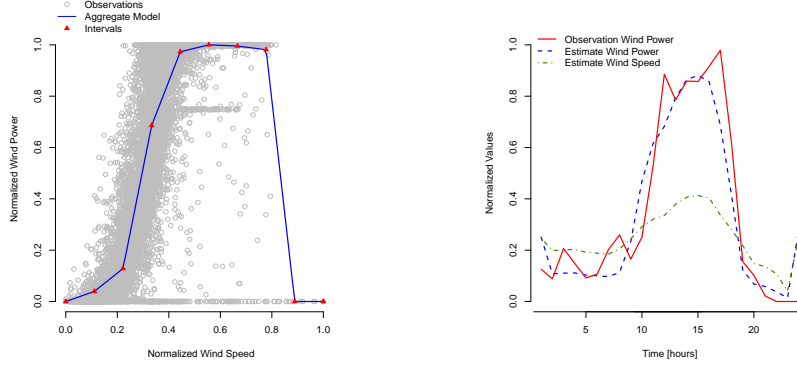 Observations
Aggregate Model
Intervals
Normalized Wind Power
0.0
0.2
0.4
0.6
0.8
1.0
0.0 0.2 0.4 0.6 0.8 1.0
Normalized Wind Speed
Observation Wind Power
Estimate Wind Power
Estimate Wind Speed
Normalized Values
0.0
0.2
0.4
0.6
0.8
1.0
5 10 15 20
Time [hours]